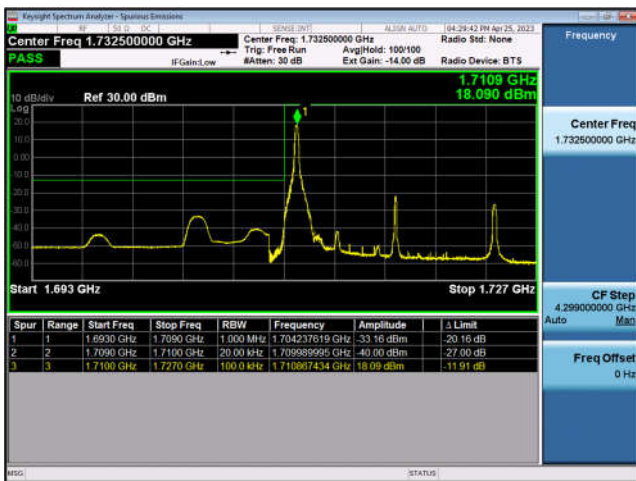 Keysight Spectrum Analyzer - Spurious Emissions
RF 50 Ω DC SENSE:INT ALIGN AUTO 04:29:42 PM Apr 25, 2023
Center Freq 1.732500000 GHz Center Freq: 1.732500000 GHz Radio Std: None Frequency
Trig: Free Run Avg|Hold: 100/100
PASS IFGain:Low #Atten: 30 dB Ext Gain: -14.00 dB Radio Device: BTS
1.7109 GHz
10 dB/div Ref 30.00 dBm 18.090 dBm
Log
20.0
1
10.0
Center Freq
1.732500000 GHz
0.00
-10.0
-20.0
-30.0
-40.0
-50.0
-60.0
Start 1.693 GHz Stop 1.727 GHz
CF Step
4.299000000 GHz
Auto Man
Spur Range Start Freq Stop Freq RBW Frequency Amplitude Δ Limit
1 1 1.6930 GHz 1.7090 GHz 1.000 MHz 1.704237619 GHz -33.16 dBm -20.16 dB
2 2 1.7090 GHz 1.7100 GHz 20.00 kHz 1.709989995 GHz -40.00 dBm -27.00 dB
3 3 1.7100 GHz 1.7270 GHz 100.0 kHz 1.710867434 GHz 18.09 dBm -11.91 dB
Freq Offset
0 Hz
MSG STATUS